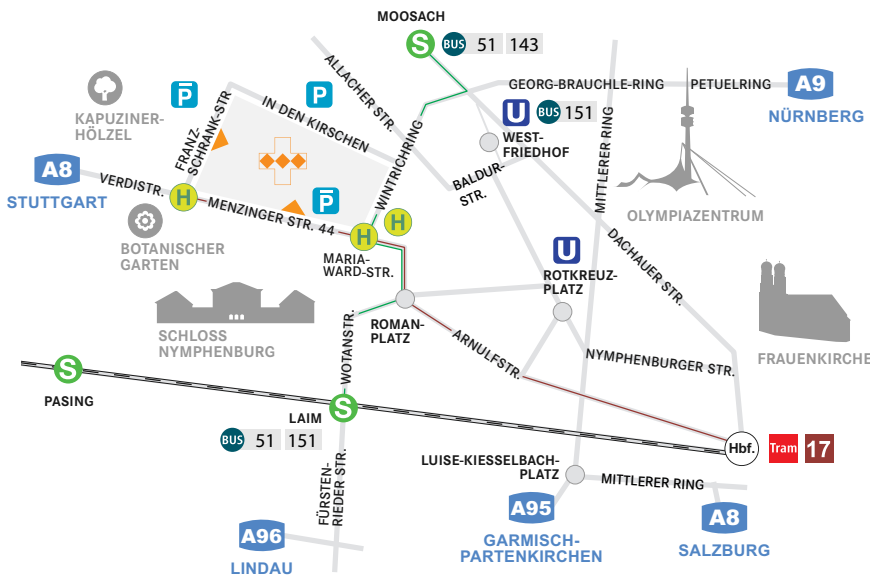 MOOSACH
S
BUS 51 143
ALLACHER STR.
GEORG-BRAUCHLE-RING
PETUELRING
A9
NÜRNBERG
KAPUZINER-
HÖLZEL
P
P
IN DEN KIRSCHEN
FRANZ-
SCHRANK-STR
WINTRICHRING
U
BUS 151
WEST-
FRIEDHOF
MITTLERER RING
BALDUR-
STR.
OLYMPIAZENTRUM
A8
STUTTGART
VERDISTR.
H
MENZINGER STR. 44
P
H
H
MARIA-
WARD-STR.
BOTANISCHER
GARTEN
U
ROTKREUZ-
PLATZ
DACHAUER STR.
SCHLOSS
NYMPHENBURG
WOTANSTR.
ROMAN-
PLATZ
ARNULFSTR.
NYMPHENBURGER STR.
FRAUENKIRCHE
S
PASING
LAIM
S
BUS 51 151
Hbf.
Tram 17
FÜRSTEN-
RIEDER STR.
LUISE-KIESSELBACH-
PLATZ
MITTLERER RING
A95
GARMISCH-
PARTENKIRCHEN
A8
SALZBURG
A96
LINDAU